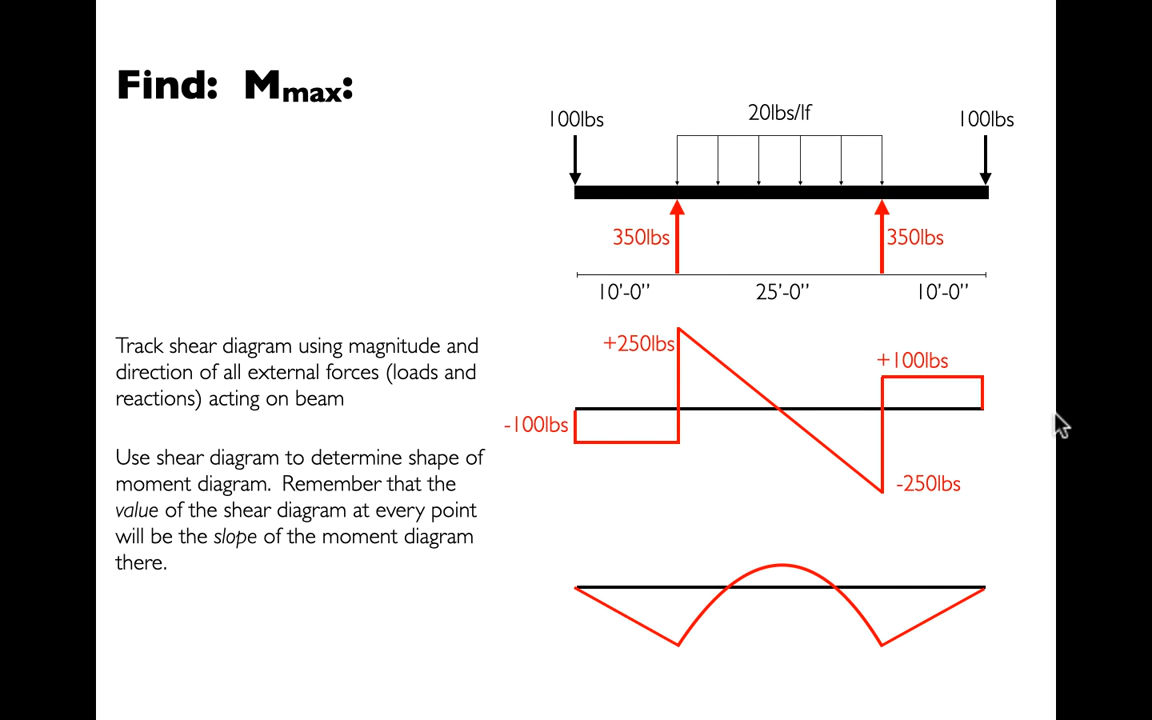 Find: Mmax:
100lbs
20lbs/lf
100lbs
350lbs
350lbs
10'-0"
25'-0"
10'-0"
Track shear diagram using magnitude and
direction of all external forces (loads and
reactions) acting on beam
Use shear diagram to determine shape of
moment diagram. Remember that the
value of the shear diagram at every point
will be the slope of the moment diagram
there.
+250lbs
+100lbs
-100lbs
-250lbs